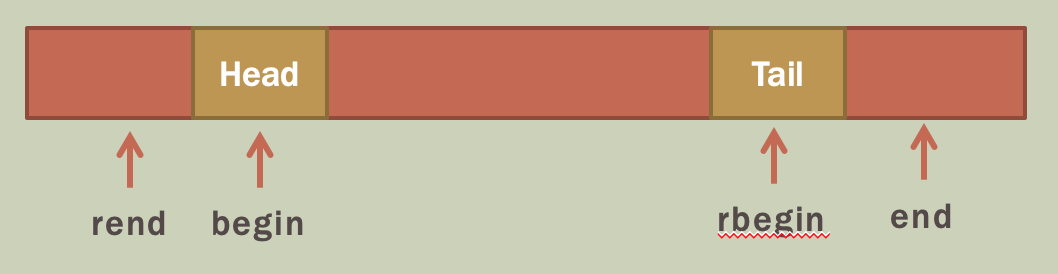 Head
Tail
rend
begin
rbegin
end